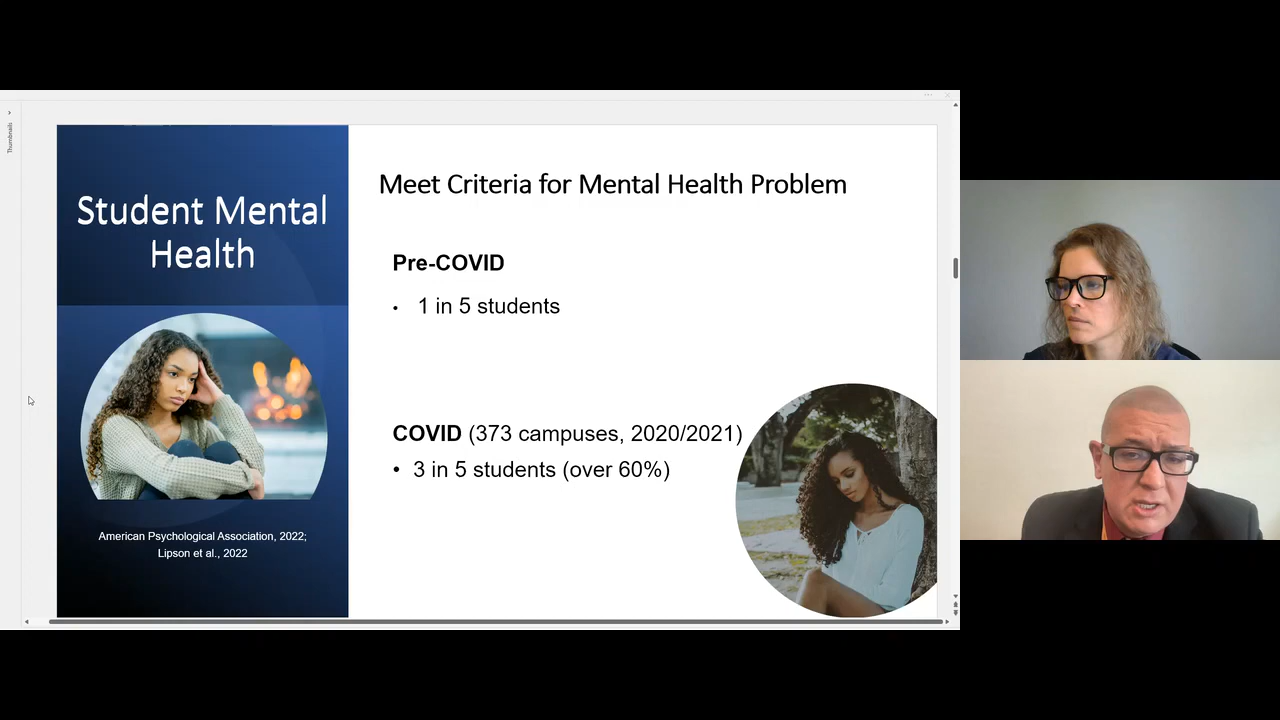 Thumbnails
Student Mental
Health
American Psychological Association, 2022;
Lipson et al., 2022
Meet Criteria for Mental Health Problem
Pre-COVID
• 1 in 5 students
COVID (373 campuses, 2020/2021)
• 3 in 5 students (over 60%)